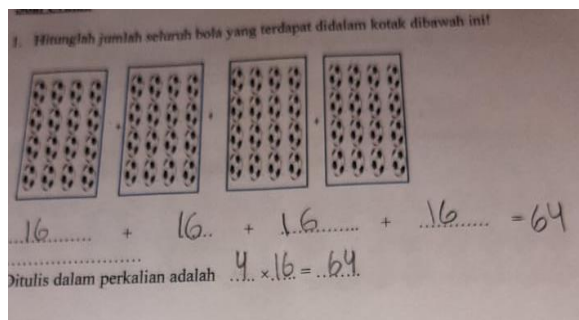 1. Hitunglah jumlah seluruh bola yang terdapat didalam kotak dibawah ini!
+ + +
...16......... + 16.. + ..16........ + ...16........ = 64
..........................
Ditulis dalam perkalian adalah ..4.. × .16. = ..64.